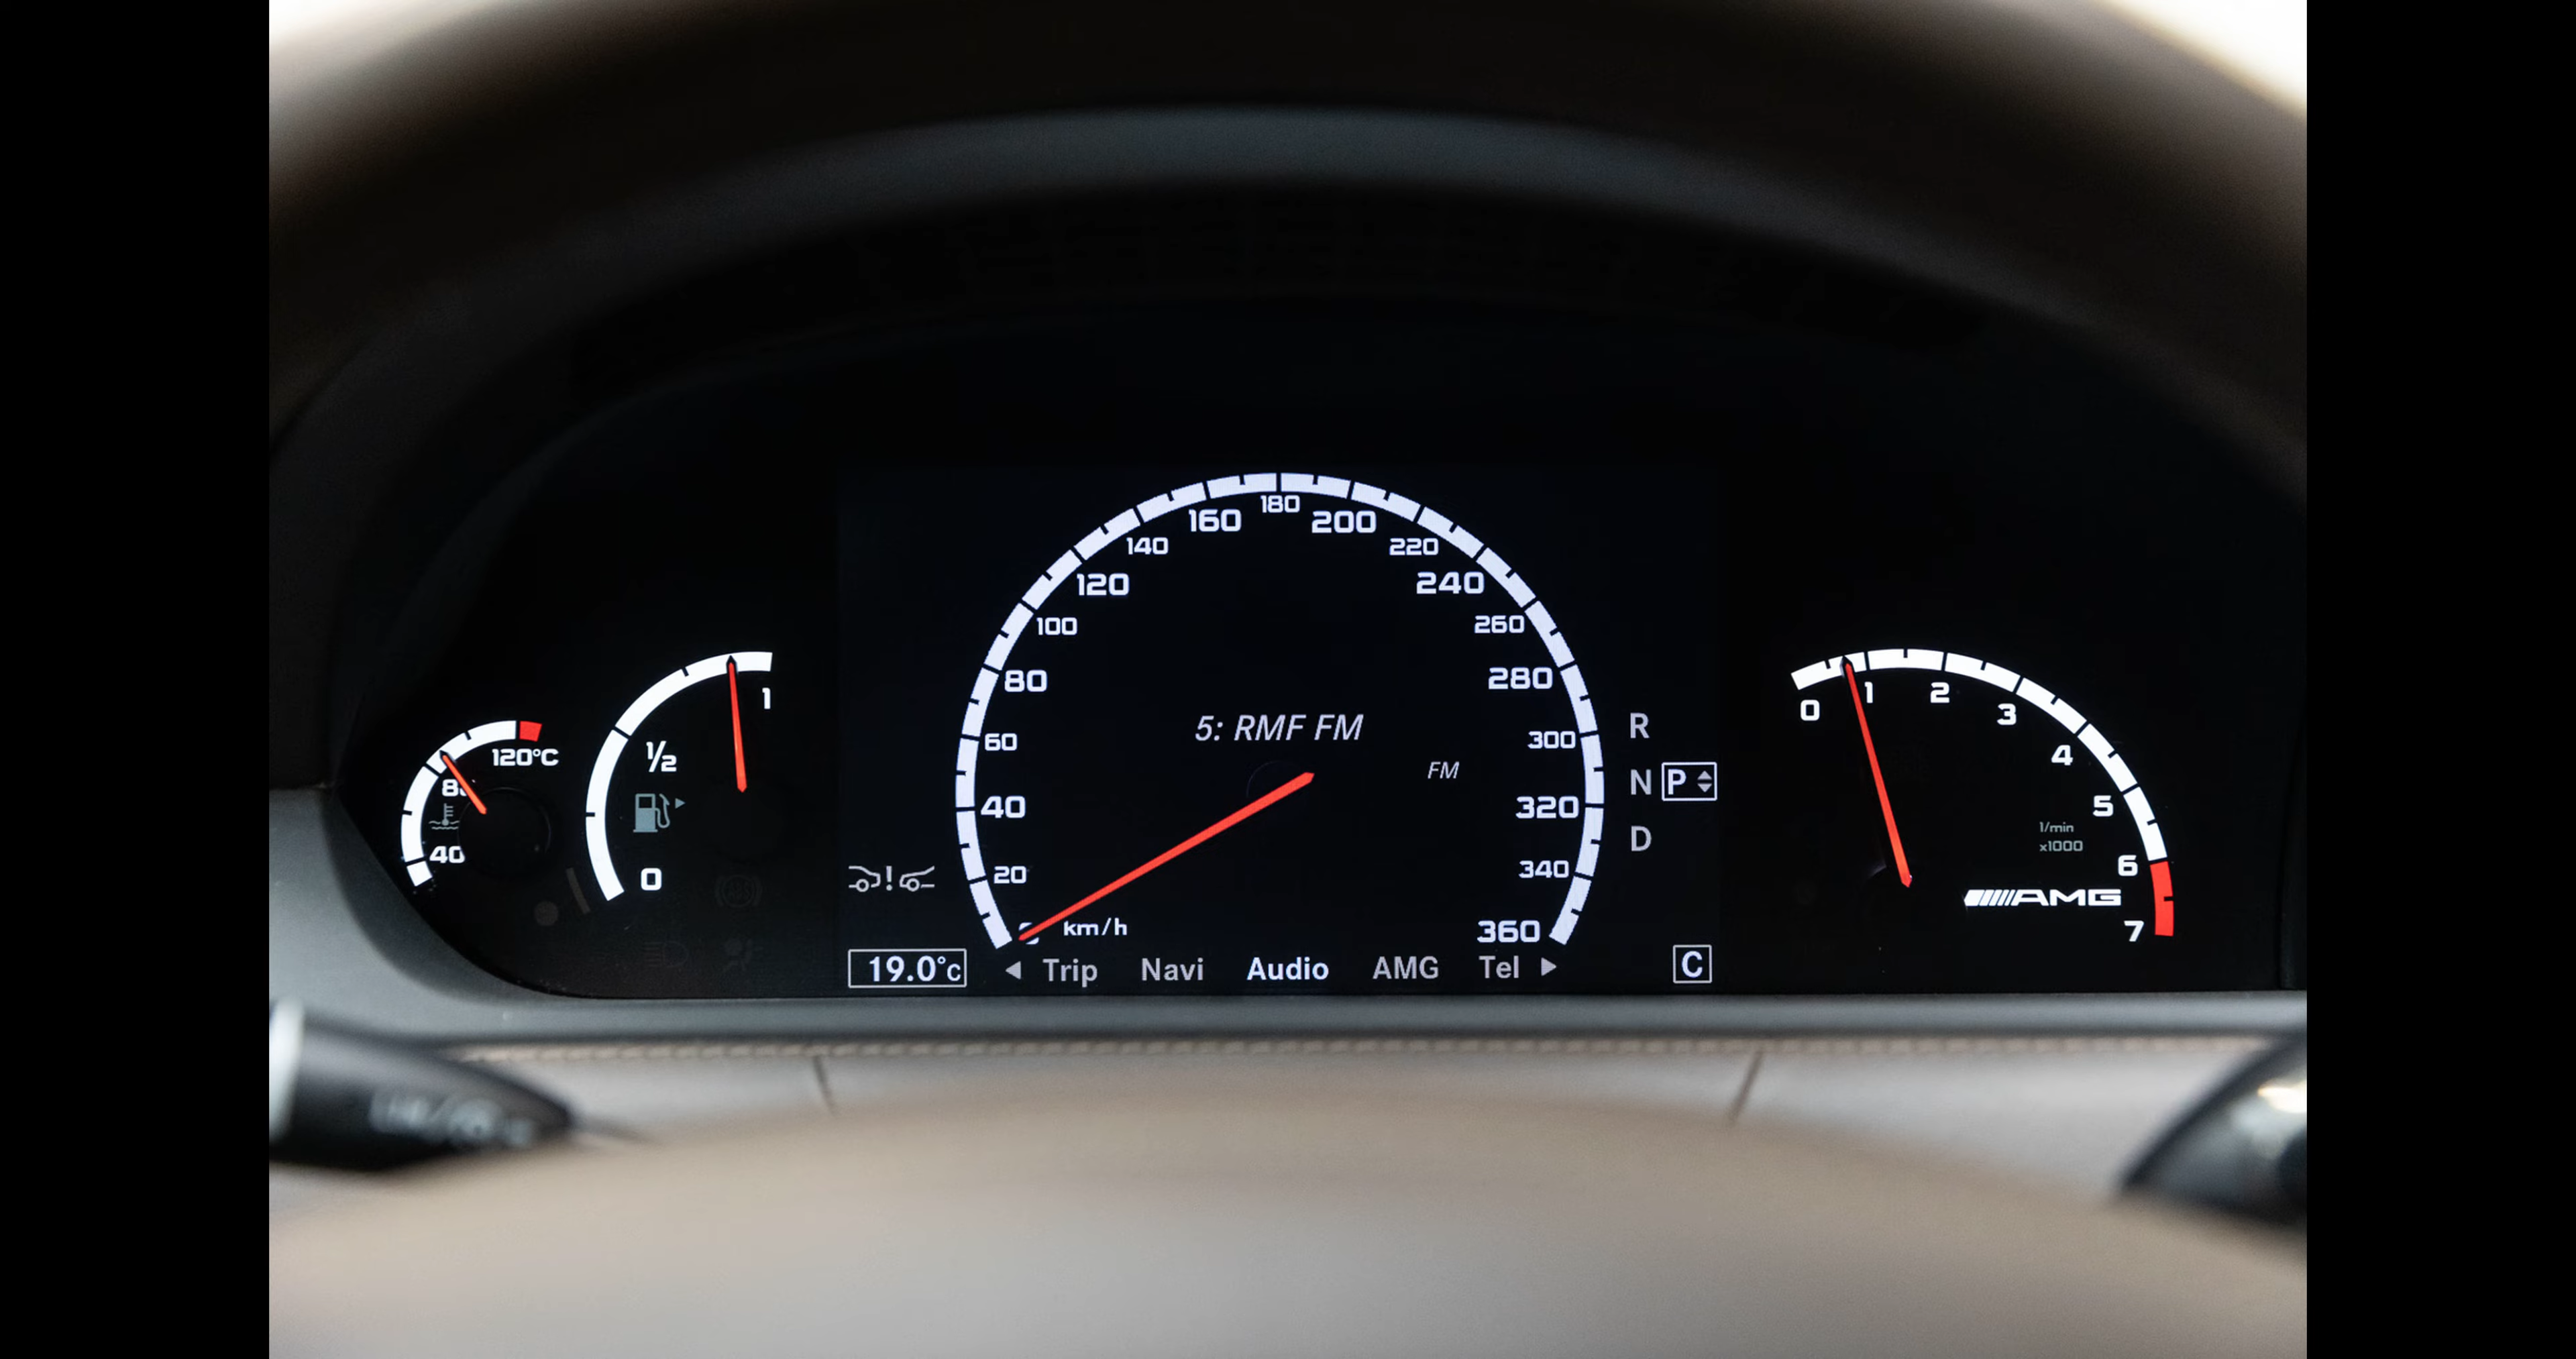 120°C
80
40
1
½
0
180
160
200
140
220
120
240
100
260
80
280
60
300
40
320
20
340
0
360
km/h
5: RMF FM
FM
R
N P
D
19.0°C
Trip Navi Audio AMG Tel
C
0 1 2 3 4 5 6 7
1/min
x1000
AMG